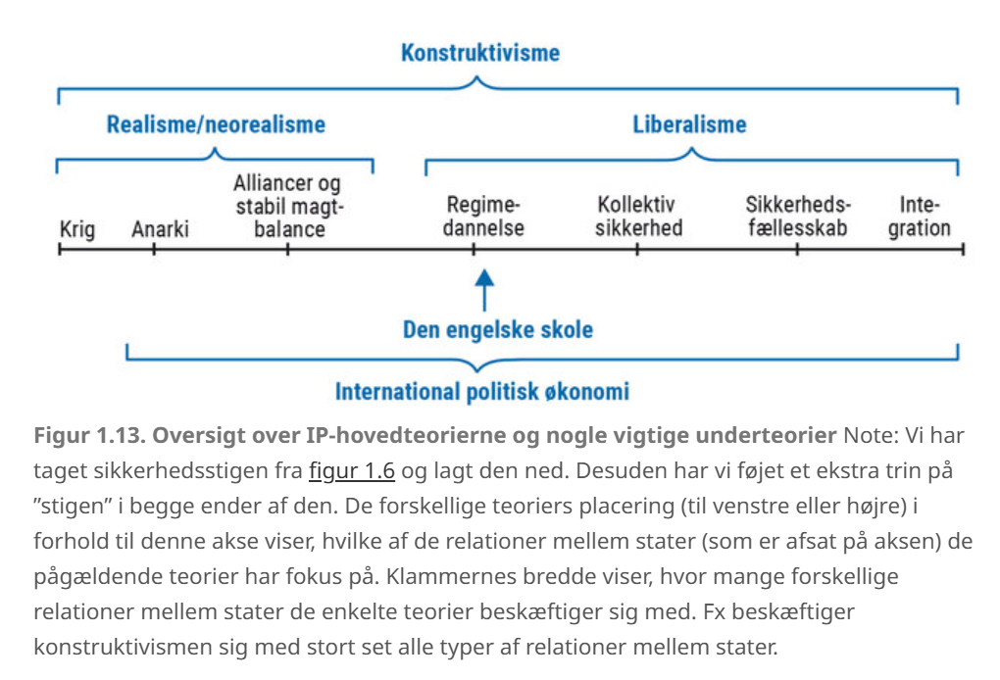 Konstruktivisme
Realisme/neorealisme
Liberalisme
Krig
Anarki
Alliancer og
stabil magt-
balance
Regime-
dannelse
Kollektiv
sikkerhed
Sikkerheds-
fællesskab
Inte-
gration
Den engelske skole
International politisk økonomi
Figur 1.13. Oversigt over IP-hovedteorierne og nogle vigtige underteorier Note: Vi har
taget sikkerhedsstigen fra figur 1.6 og lagt den ned. Desuden har vi føjet et ekstra trin på
”stigen” i begge ender af den. De forskellige teoriers placering (til venstre eller højre) i
forhold til denne akse viser, hvilke af de relationer mellem stater (som er afsat på aksen) de
pågældende teorier har fokus på. Klammernes bredde viser, hvor mange forskellige
relationer mellem stater de enkelte teorier beskæftiger sig med. Fx beskæftiger
konstruktivismen sig med stort set alle typer af relationer mellem stater.